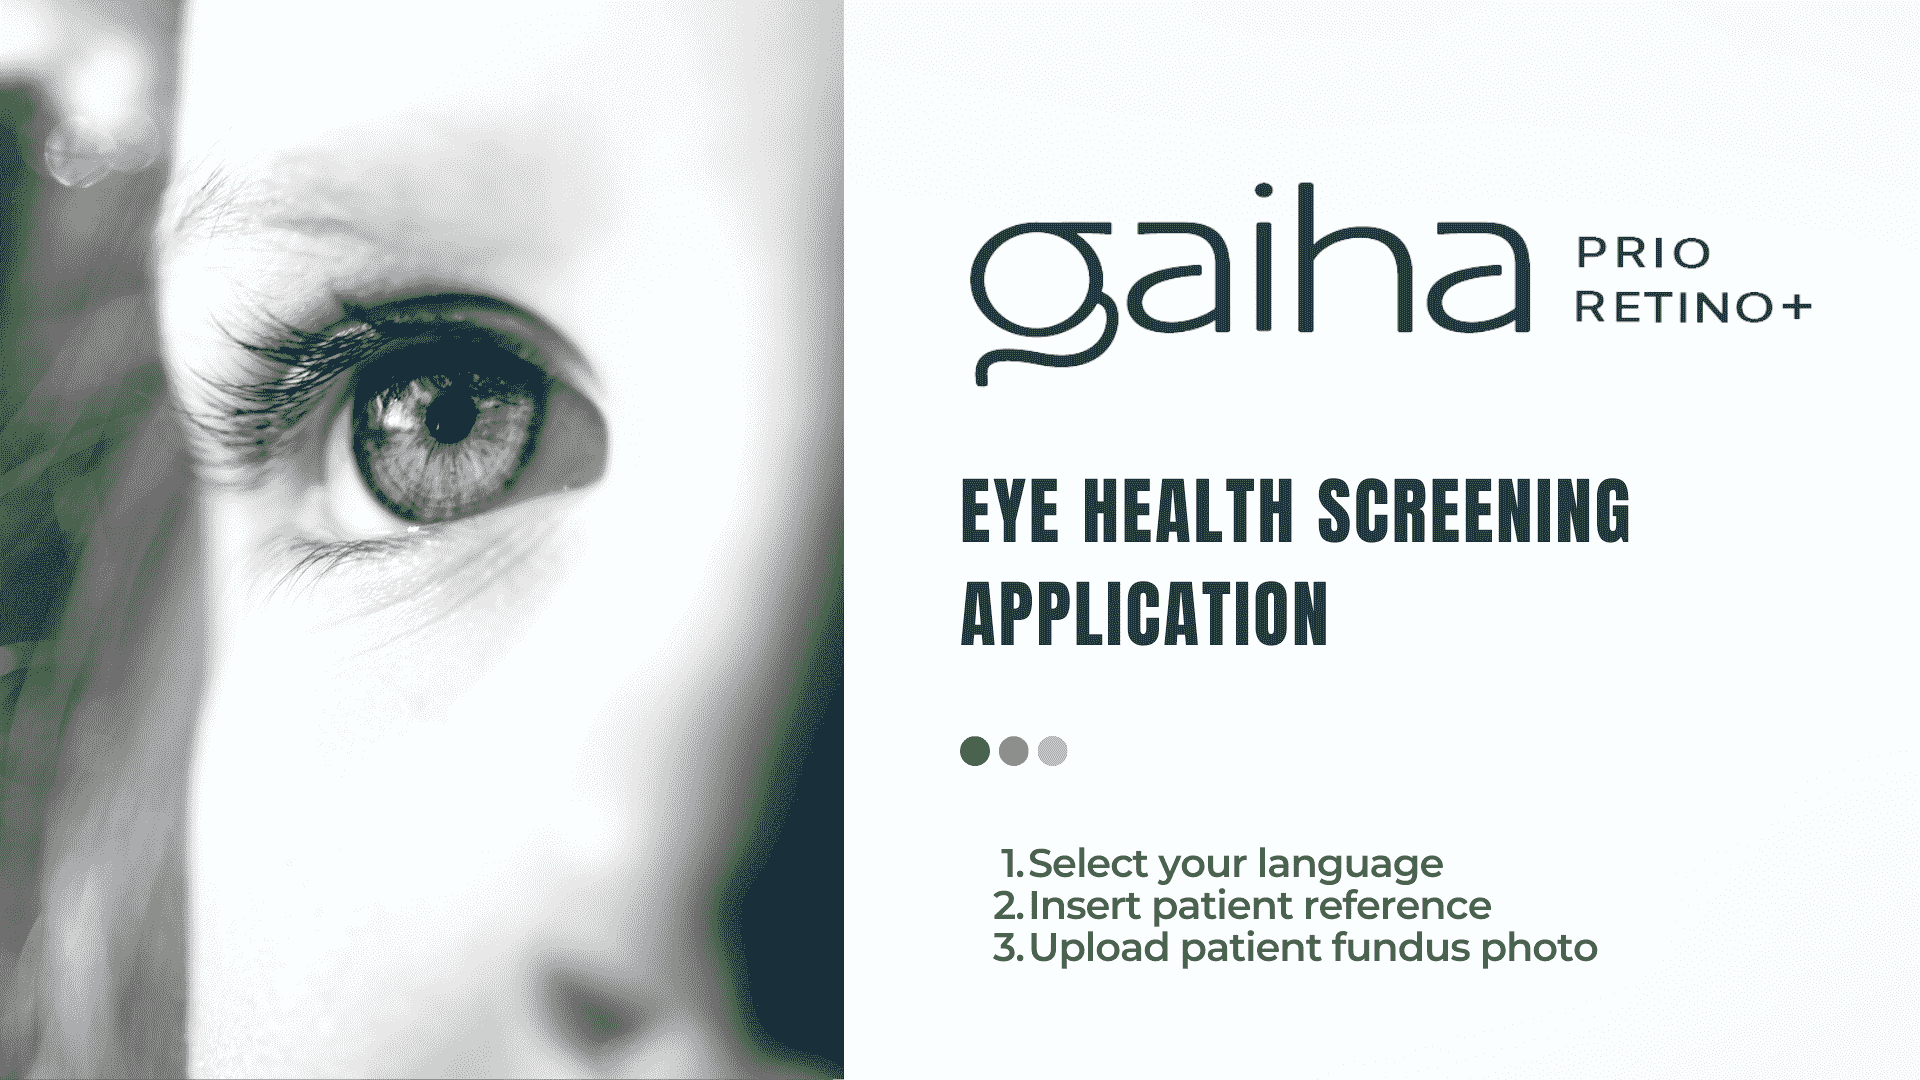 gaiha
PRIO
RETINO+
EYE HEALTH SCREENING
APPLICATION
1. Select your language
2. Insert patient reference
3. Upload patient fundus photo